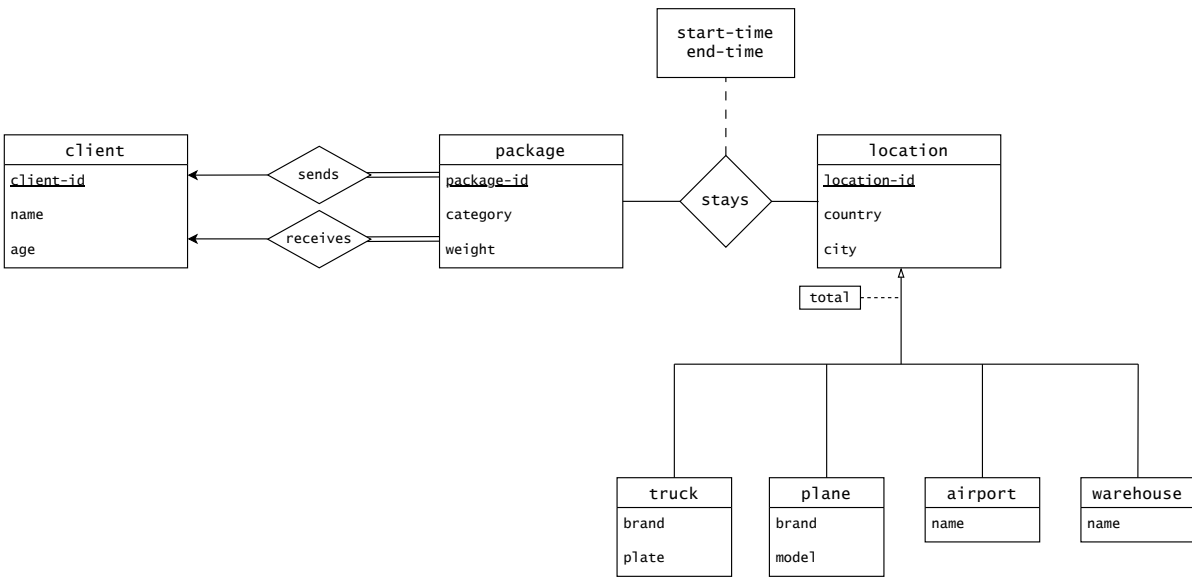 start-time
end-time
client
client-id
name
age
sends
receives
package
package-id
category
weight
stays
location
location-id
country
city
total
truck
brand
plate
plane
brand
model
airport
name
warehouse
name